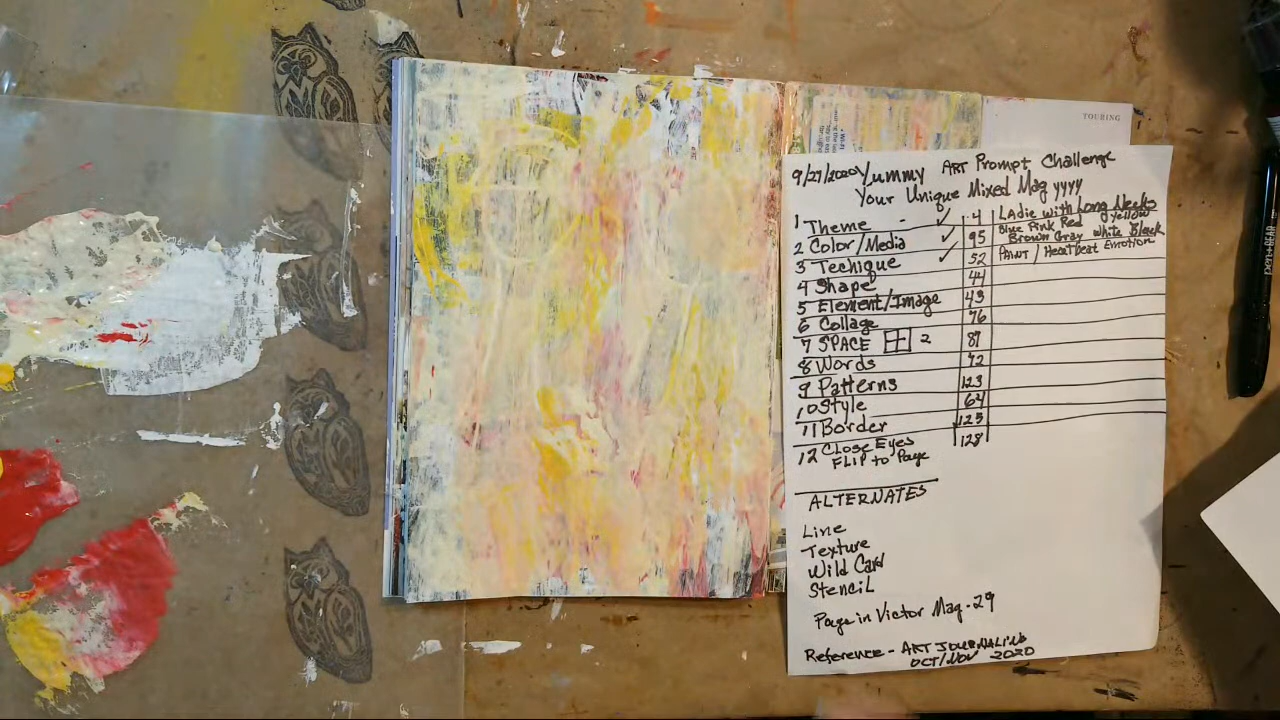 TOURING
9/27/2020 Yummy ART Prompt Challenge
Your Unique Mixed Mag yyyy
1 Theme - ✓ 4 LAdie with Long Necks
2 Color/Media ✓ 95 Blue Pink Red yellow Brown Gray White Black
3 Techique ✓ 52 PAINT / Heartbeat Emotion
4 Shape 44
5 Element/Image 43
6 Collage 76
7 SPACE 2 87
8 Words 72
9 Patterns 123
10 Style 64
11 Border 125
12 Close Eyes 128
FLIP to Page
ALTERNATES
Line
Texture
Wild Card
StenciL
Page in Victor Mag - 29
Reference - ART JOURNALING
OCT/NOV 2020